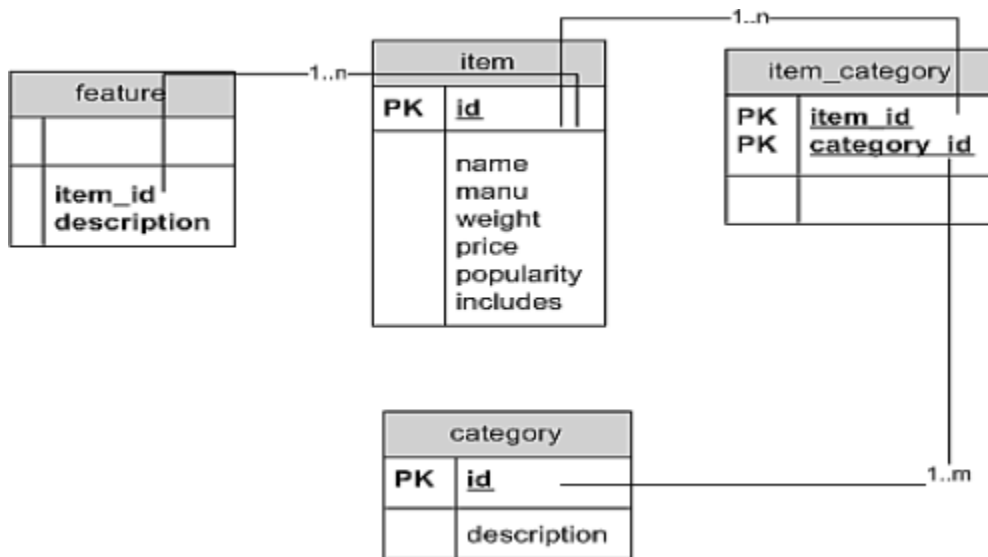 1..n
1..n
feature
item_id
description
item
PK id
name
manu
weight
price
popularity
includes
item_category
PK item_id
PK category_id
category
PK id
description
1..m